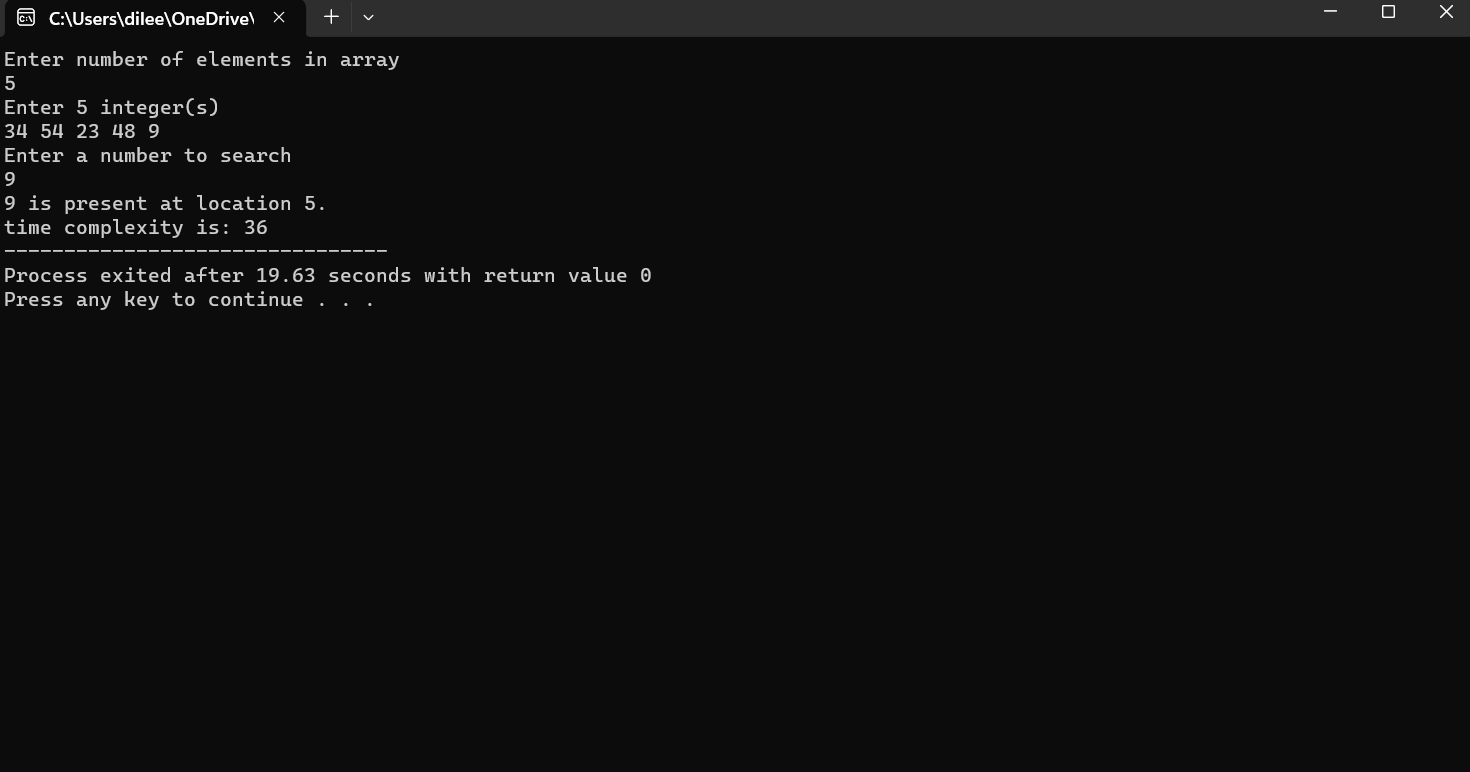 C:\Users\dilee\OneDrive\
Enter number of elements in array
5
Enter 5 integer(s)
34 54 23 48 9
Enter a number to search
9
9 is present at location 5.
time complexity is: 36
--------------------------------
Process exited after 19.63 seconds with return value 0
Press any key to continue . . .